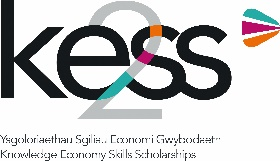 kess
2
Ysgoloriaethau Sgiliau Economi Gwybodaeth
Knowledge Economy Skills Scholarships